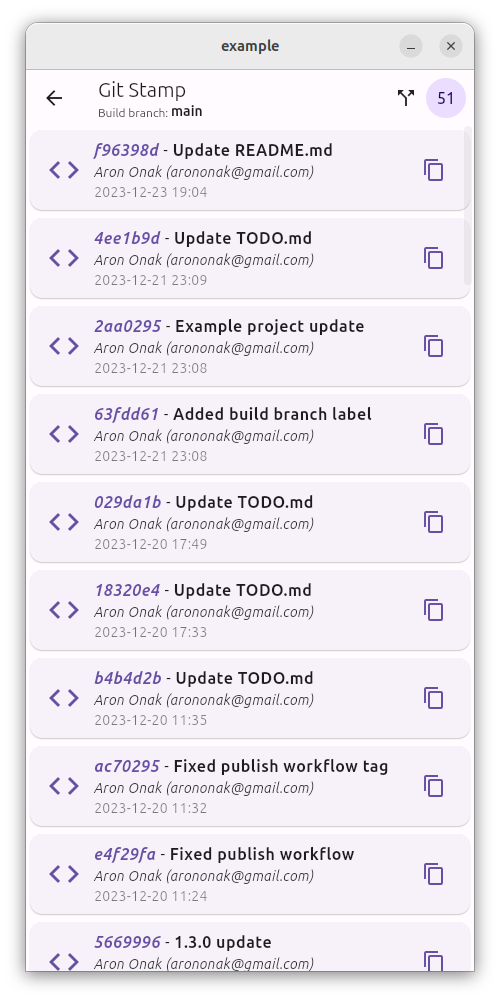 example
Git Stamp
Build branch: main
51
f96398d - Update README.md
Aron Onak (arononak@gmail.com)
2023-12-23 19:04
4ee1b9d - Update TODO.md
Aron Onak (arononak@gmail.com)
2023-12-21 23:09
2aa0295 - Example project update
Aron Onak (arononak@gmail.com)
2023-12-21 23:08
63fdd61 - Added build branch label
Aron Onak (arononak@gmail.com)
2023-12-21 23:08
029da1b - Update TODO.md
Aron Onak (arononak@gmail.com)
2023-12-20 17:49
18320e4 - Update TODO.md
Aron Onak (arononak@gmail.com)
2023-12-20 17:33
b4b4d2b - Update TODO.md
Aron Onak (arononak@gmail.com)
2023-12-20 11:35
ac70295 - Fixed publish workflow tag
Aron Onak (arononak@gmail.com)
2023-12-20 11:32
e4f29fa - Fixed publish workflow
Aron Onak (arononak@gmail.com)
2023-12-20 11:24
5669996 - 1.3.0 update
Aron Onak (arononak@gmail.com)